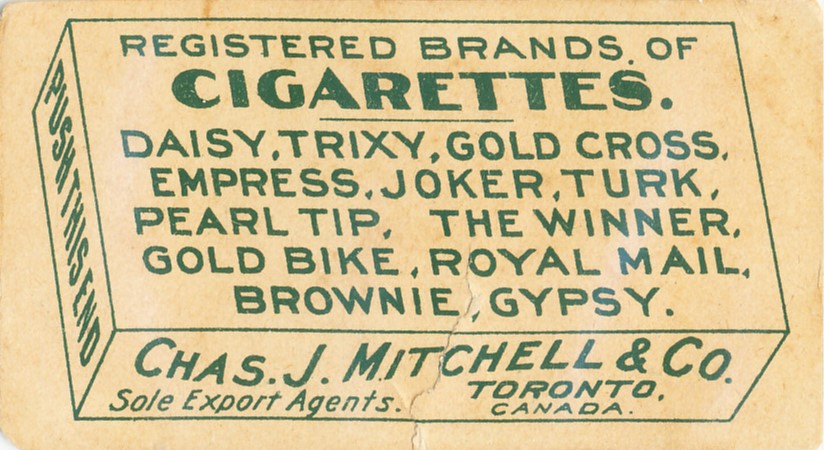 REGISTERED BRANDS OF
CIGARETTES.
DAISY, TRIXY, GOLD CROSS,
EMPRESS, JOKER, TURK,
PEARL TIP, THE WINNER,
GOLD BIKE, ROYAL MAIL,
BROWNIE, GYPSY.
PUSH THIS END
CHAS. J. MITCHELL & CO.
Sole Export Agents. TORONTO,
CANADA.